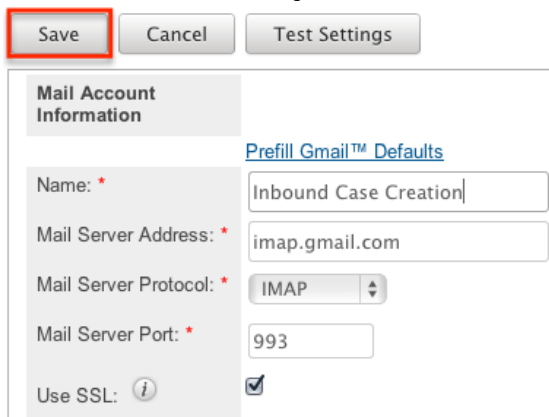 Save Cancel Test Settings
Mail Account
Information
Prefill Gmail™ Defaults
Name: * Inbound Case Creation
Mail Server Address: * imap.gmail.com
Mail Server Protocol: * IMAP
Mail Server Port: * 993
Use SSL: i